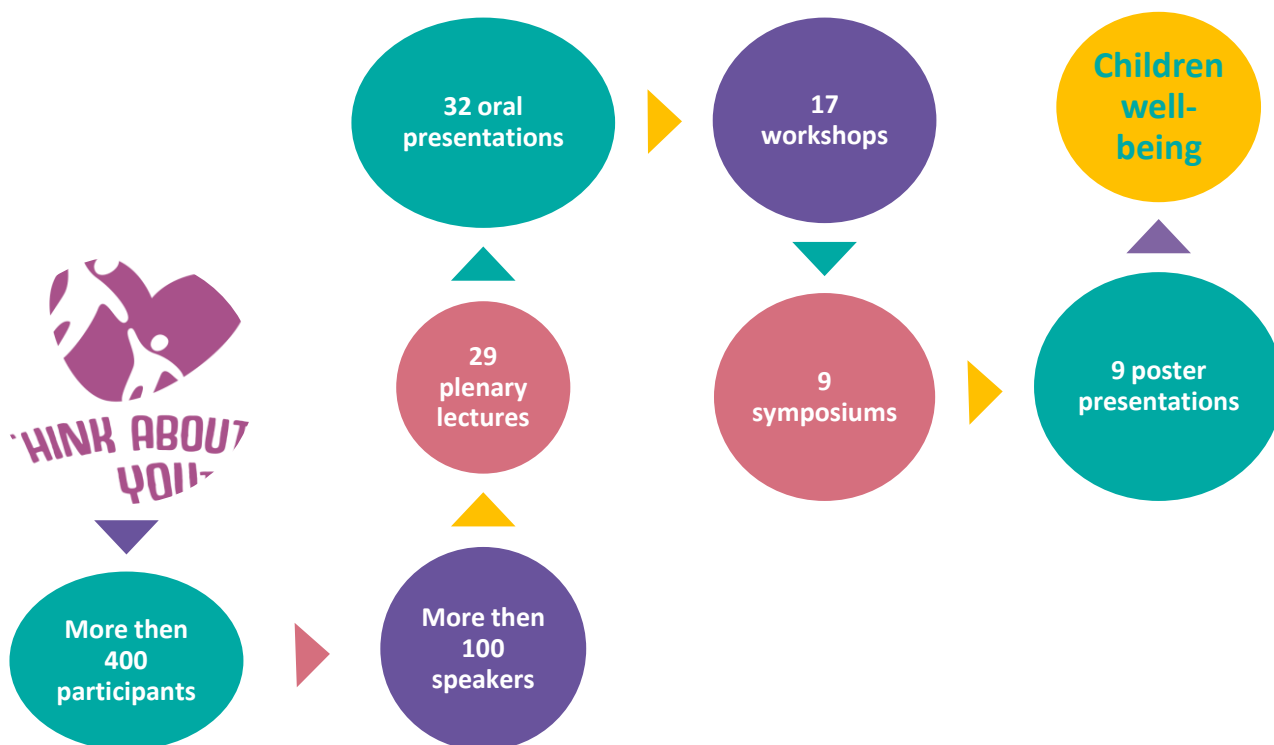 HINK ABOUT
YOU
More then
400
participants
More then
100
speakers
29
plenary
lectures
32 oral
presentations
17
workshops
9
symposiums
9 poster
presentations
Children
well-
being